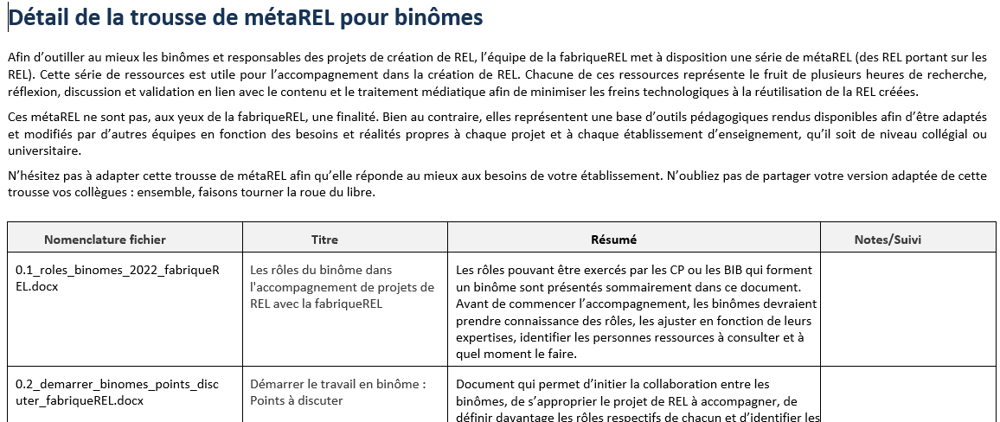 Détail de la trousse de métaREL pour binômes
Afin d’outiller au mieux les binômes et responsables des projets de création de REL, l’équipe de la fabriqueREL met à disposition une série de métaREL (des REL portant sur les
REL). Cette série de ressources est utile pour l’accompagnement dans la création de REL. Chacune de ces ressources représente le fruit de plusieurs heures de recherche,
réflexion, discussion et validation en lien avec le contenu et le traitement médiatique afin de minimiser les freins technologiques à la réutilisation de la REL créées.
Ces métaREL ne sont pas, aux yeux de la fabriqueREL, une finalité. Bien au contraire, elles représentent une base d’outils pédagogiques rendus disponibles afin d’être adaptés
et modifiés par d’autres équipes en fonction des besoins et réalités propres à chaque projet et à chaque établissement d’enseignement, qu’il soit de niveau collégial ou
universitaire.
N’hésitez pas à adapter cette trousse de métaREL afin qu’elle réponde au mieux aux besoins de votre établissement. N’oubliez pas de partager votre version adaptée de cette
trousse vos collègues : ensemble, faisons tourner la roue du libre.
Nomenclature fichier
Titre
Résumé
Notes/Suivi
0.1_roles_binomes_2022_fabriqueR
EL.docx
Les rôles du binôme dans
l'accompagnement de projets de
REL avec la fabriqueREL
Les rôles pouvant être exercés par les CP ou les BIB qui forment
un binôme sont présentés sommairement dans ce document.
Avant de commencer l’accompagnement, les binômes devraient
prendre connaissance des rôles, les ajuster en fonction de leurs
expertises, identifier les personnes ressources à consulter et à
quel moment le faire.
0.2_demarrer_binomes_points_disc
uter_fabriqueREL.docx
Démarrer le travail en binôme :
Points à discuter
Document qui permet d’initier la collaboration entre les
binômes, de s’approprier le projet de REL à accompagner, de
définir davantage les rôles respectifs de chacun et d’identifier les